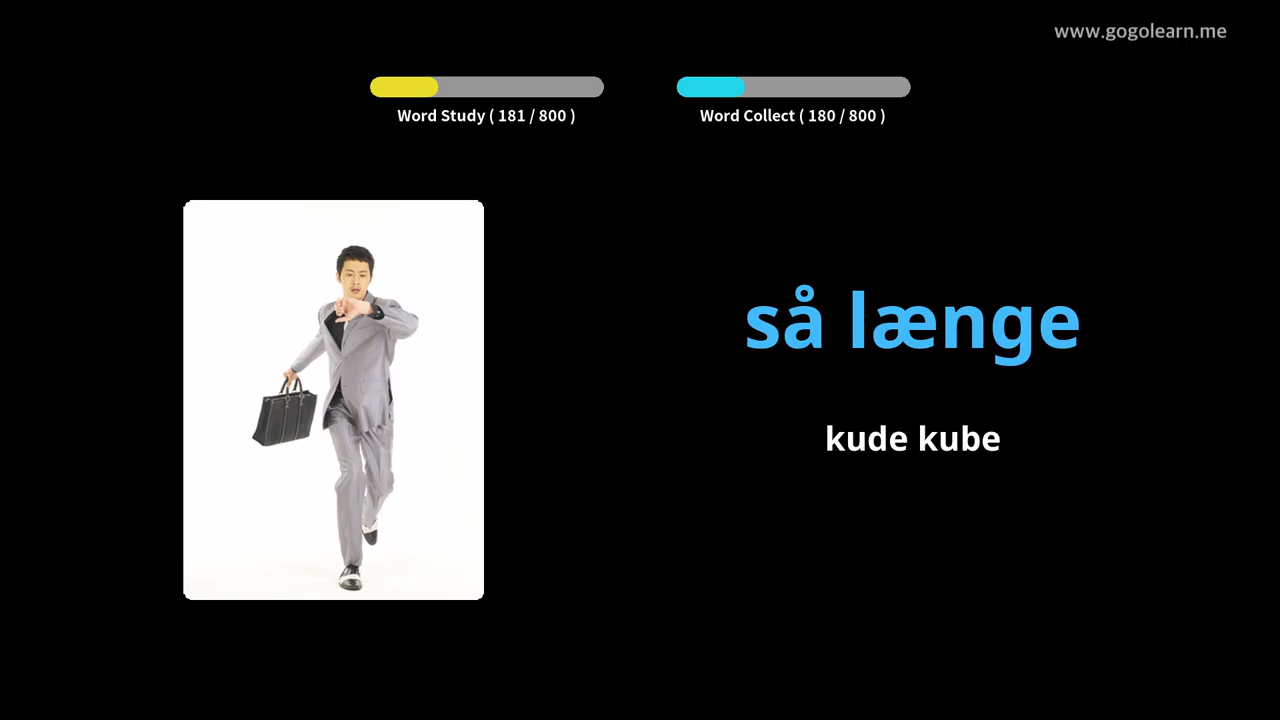 www.gogolearn.me
Word Study ( 181 / 800 )
Word Collect ( 180 / 800 )
så længe
kude kube